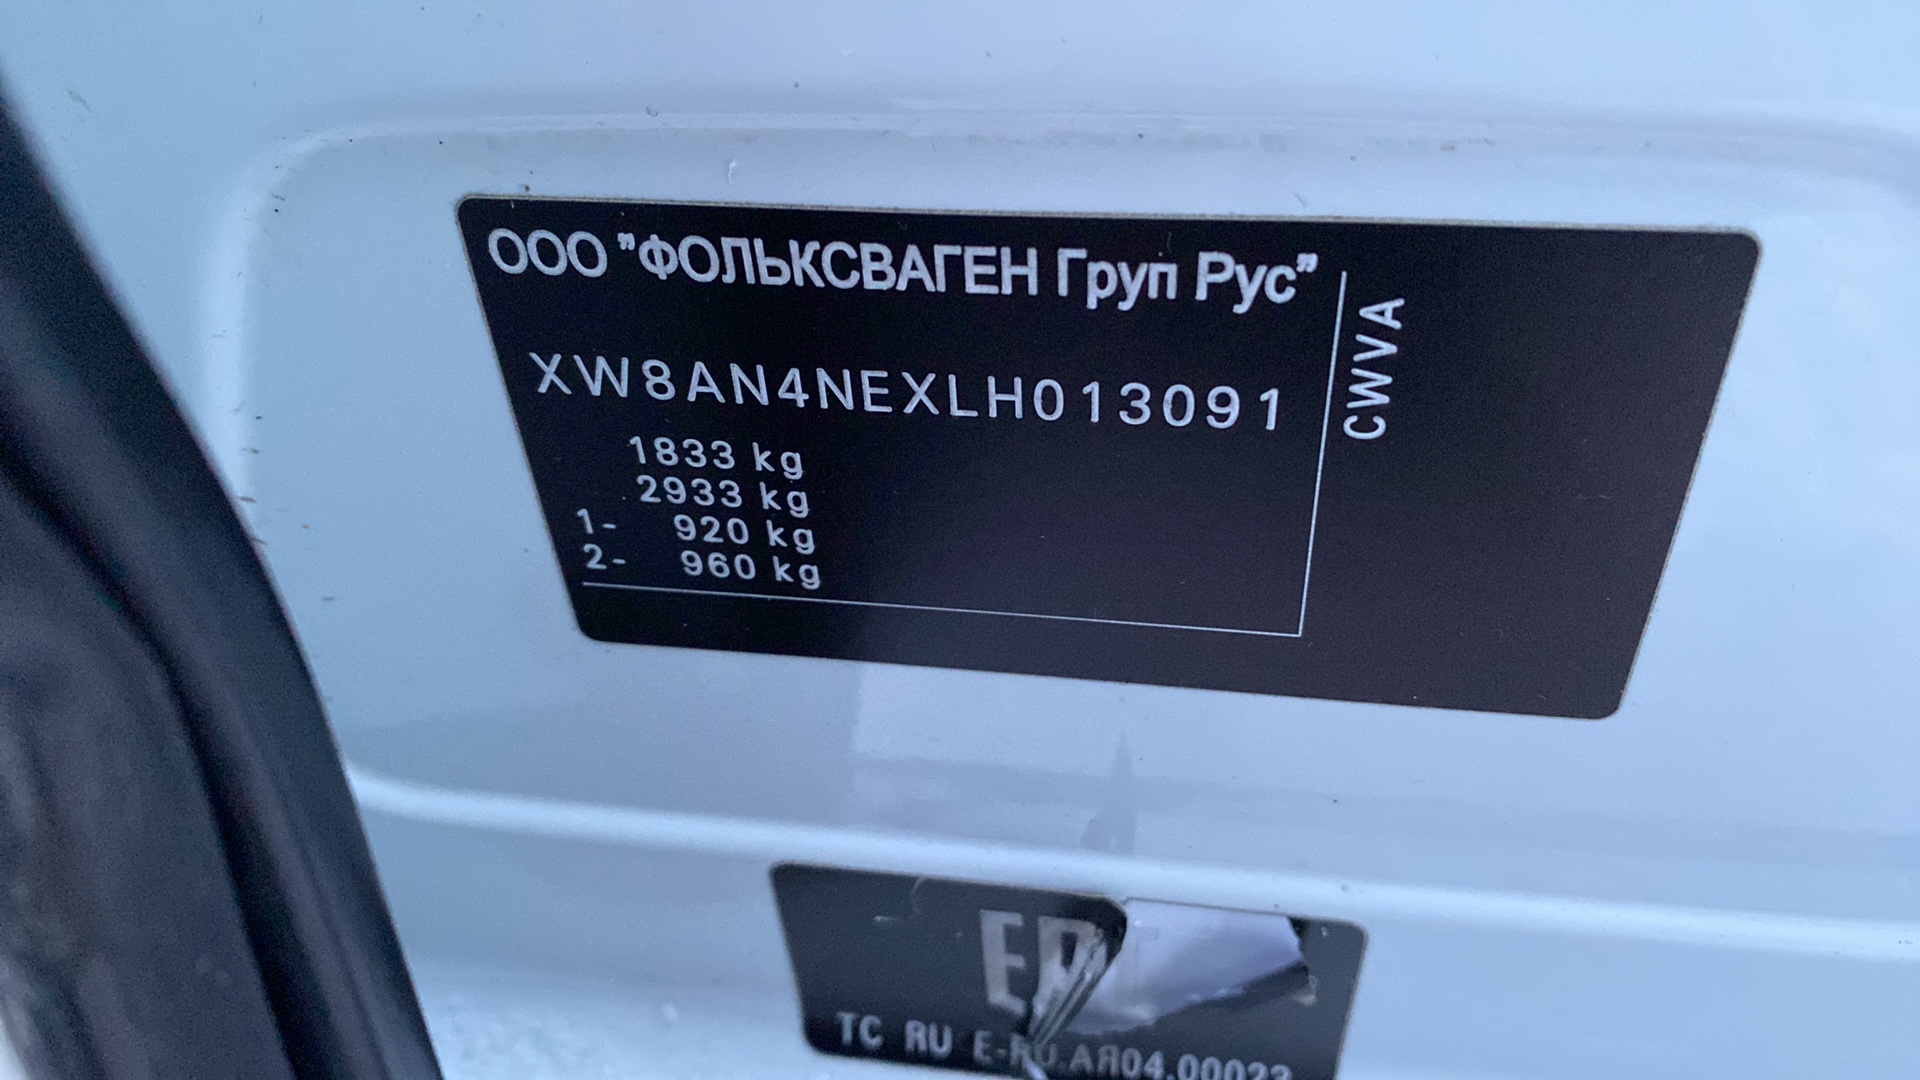 ООО "ФОЛЬКСВАГЕН Груп Рус"
XW8AN4NEXLH013091
1833 kg
2933 kg
1- 920 kg
2- 960 kg
CWVA
TC RU E-RU.АЯ04.00023